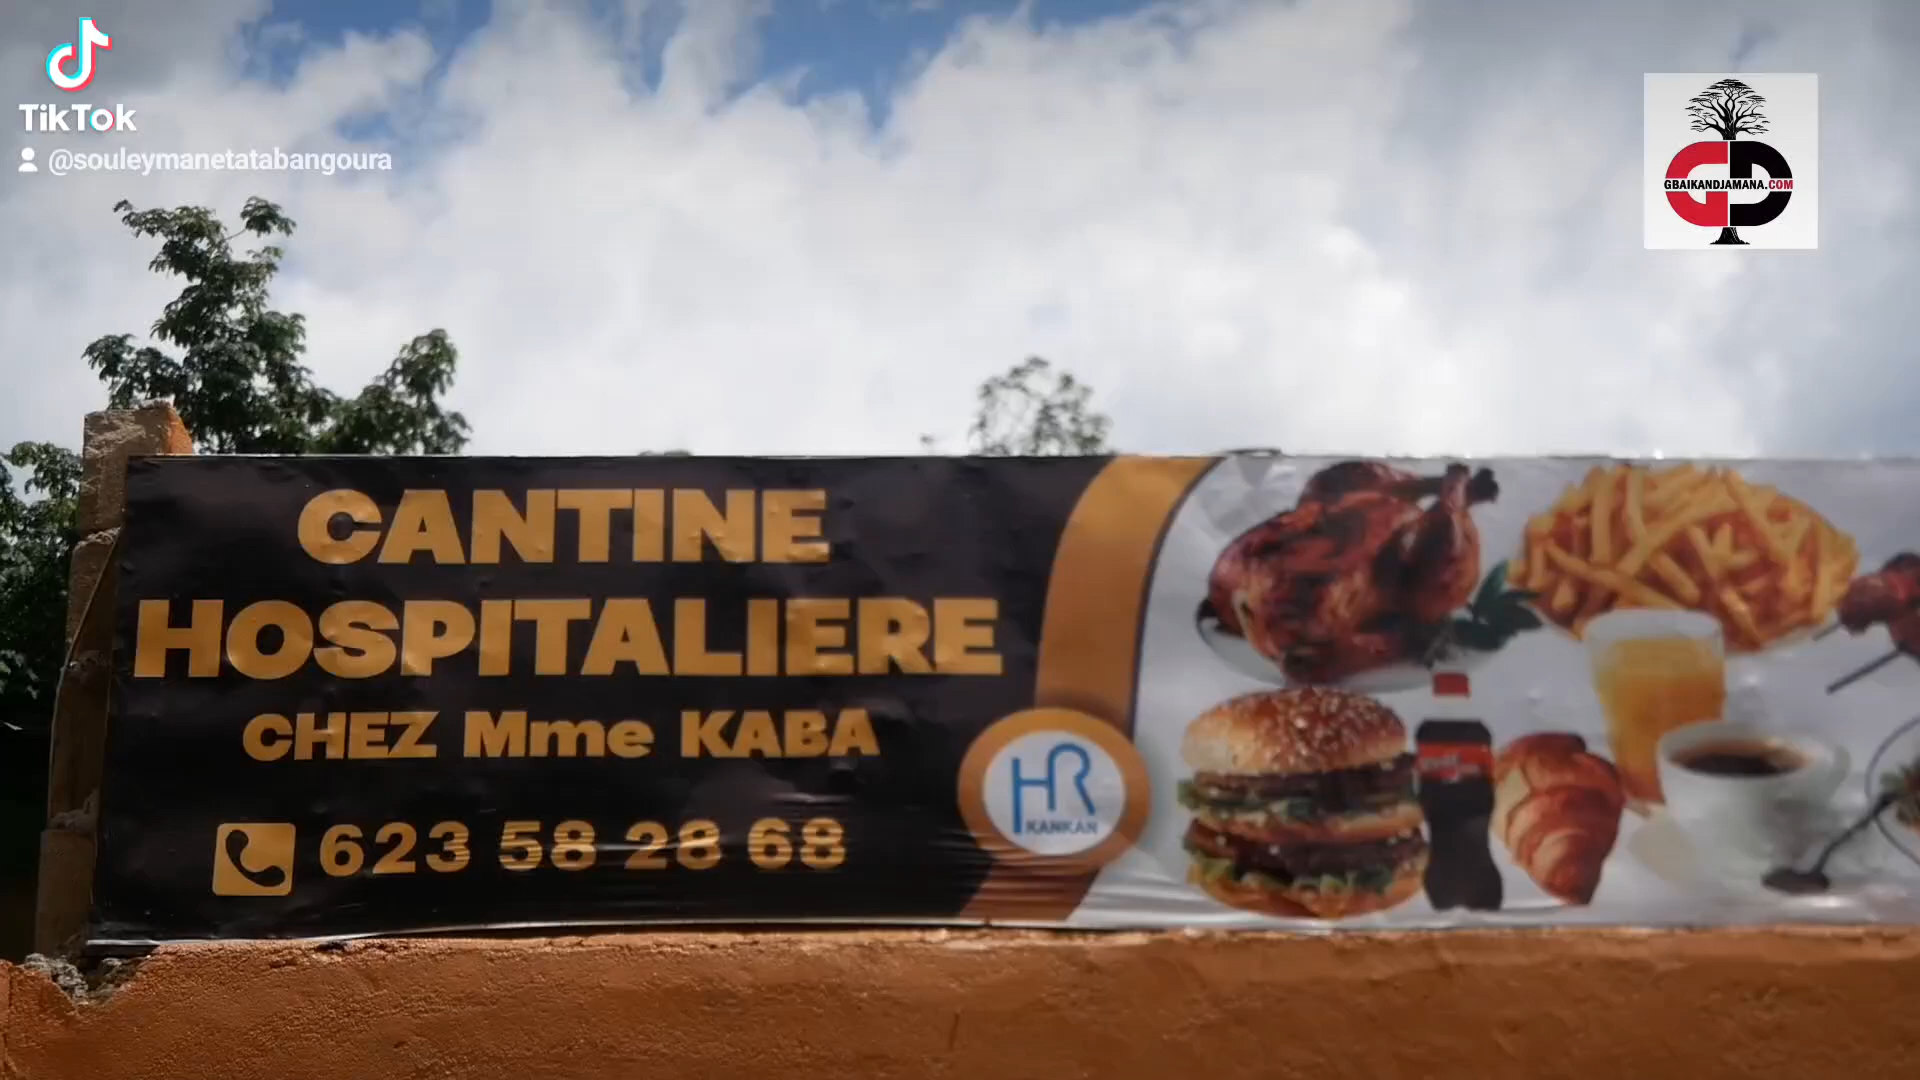 TikTok
@souleymanetatabangoura
GBAIKANDJAMANA.COM
CANTINE
HOSPITALIERE
CHEZ Mme KABA
623 58 28 68
HR
KANKAN